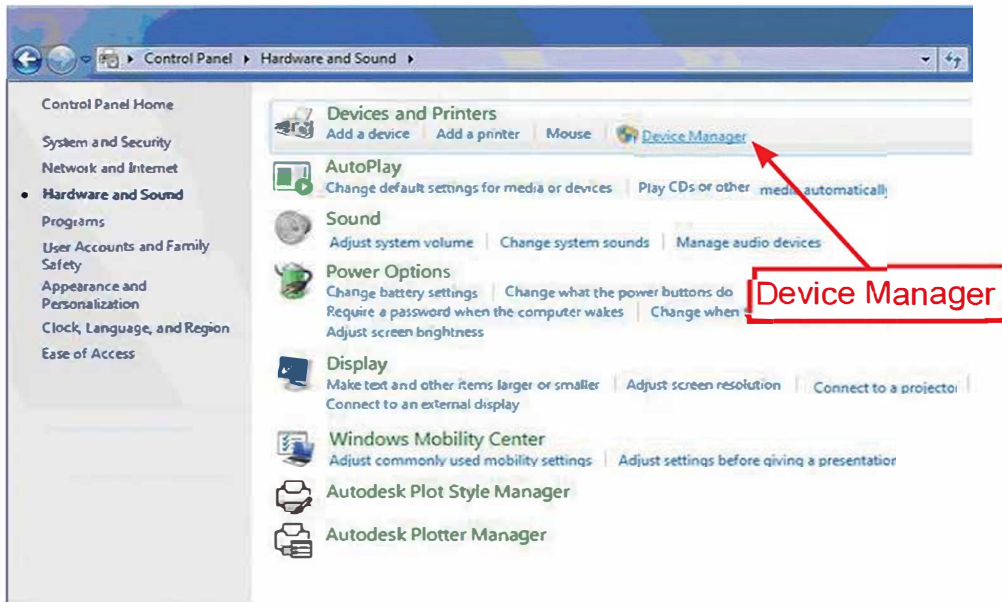 Control Panel ▸ Hardware and Sound ▸
Control Panel Home
System and Security
Network and Internet
Hardware and Sound
Programs
User Accounts and Family
Safety
Appearance and
Personalization
Clock, Language, and Region
Ease of Access
Devices and Printers
Add a device | Add a printer | Mouse | Device Manager
AutoPlay
Change default settings for media or devices | Play CDs or other media automatically
Sound
Adjust system volume | Change system sounds | Manage audio devices
Power Options
Change battery settings | Change what the power buttons do
Require a password when the computer wakes | Change when
Adjust screen brightness
Device Manager
Display
Make text and other items larger or smaller | Adjust screen resolution | Connect to a projector
Connect to an external display
Windows Mobility Center
Adjust commonly used mobility settings | Adjust settings before giving a presentation
Autodesk Plot Style Manager
Autodesk Plotter Manager